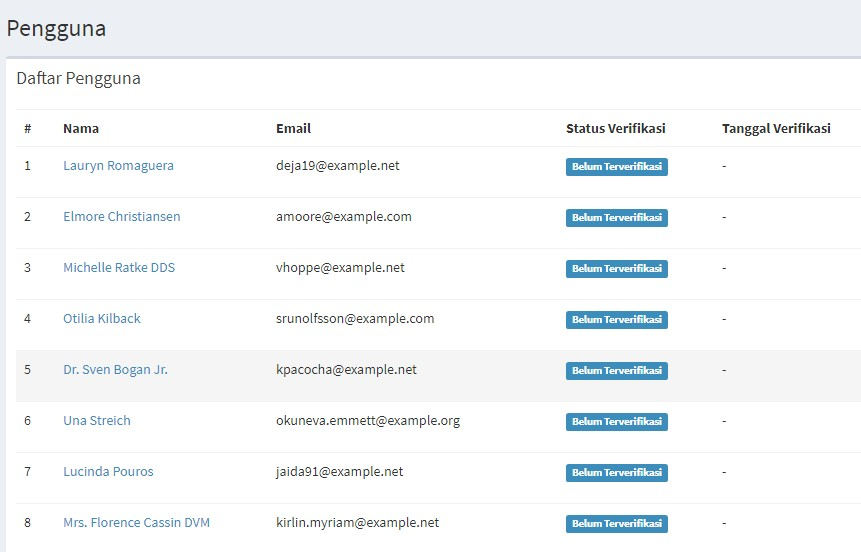 Pengguna
Daftar Pengguna
# Nama Email Status Verifikasi Tanggal Verifikasi
1 Lauryn Romaguera deja19@example.net Belum Terverifikasi -
2 Elmore Christiansen amoore@example.com Belum Terverifikasi -
3 Michelle Ratke DDS vhoppe@example.net Belum Terverifikasi -
4 Otilia Kilback srunolfsson@example.com Belum Terverifikasi -
5 Dr. Sven Bogan Jr. kpacocha@example.net Belum Terverifikasi -
6 Una Streich okuneva.emmett@example.org Belum Terverifikasi -
7 Lucinda Pouros jaida91@example.net Belum Terverifikasi -
8 Mrs. Florence Cassin DVM kirlin.myriam@example.net Belum Terverifikasi -